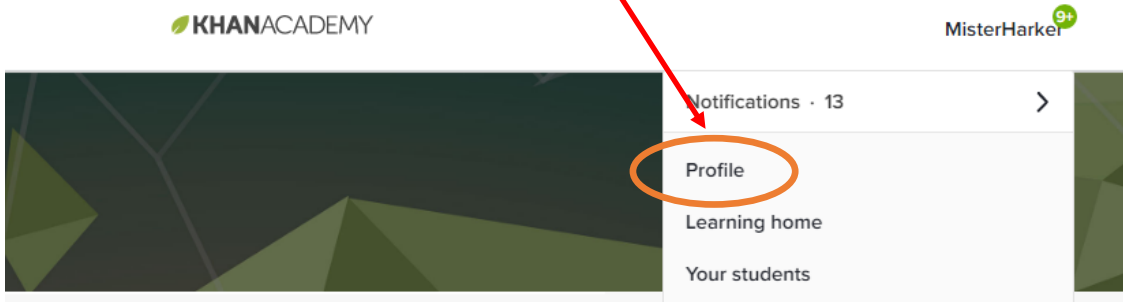 KHANACADEMY
MisterHarker
9+
Notifications · 13
Profile
Learning home
Your students